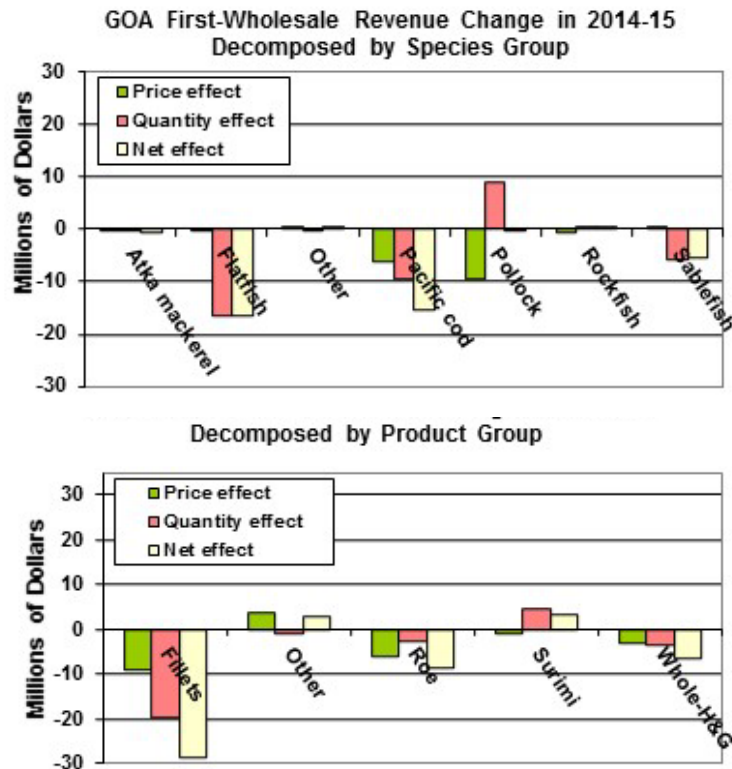 GOA First-Wholesale Revenue Change in 2014-15
Decomposed by Species Group
30
20
10
0
-10
-20
-30
Millions of Dollars
Price effect
Quantity effect
Net effect
Atka mackerel
Flatfish
Other
Pacific cod
Pollock
Rockfish
Sablefish
Decomposed by Product Group
30
20
10
0
-10
-20
-30
Millions of Dollars
Price effect
Quantity effect
Net effect
Fillets
Other
Roe
Surimi
Whole-H&G